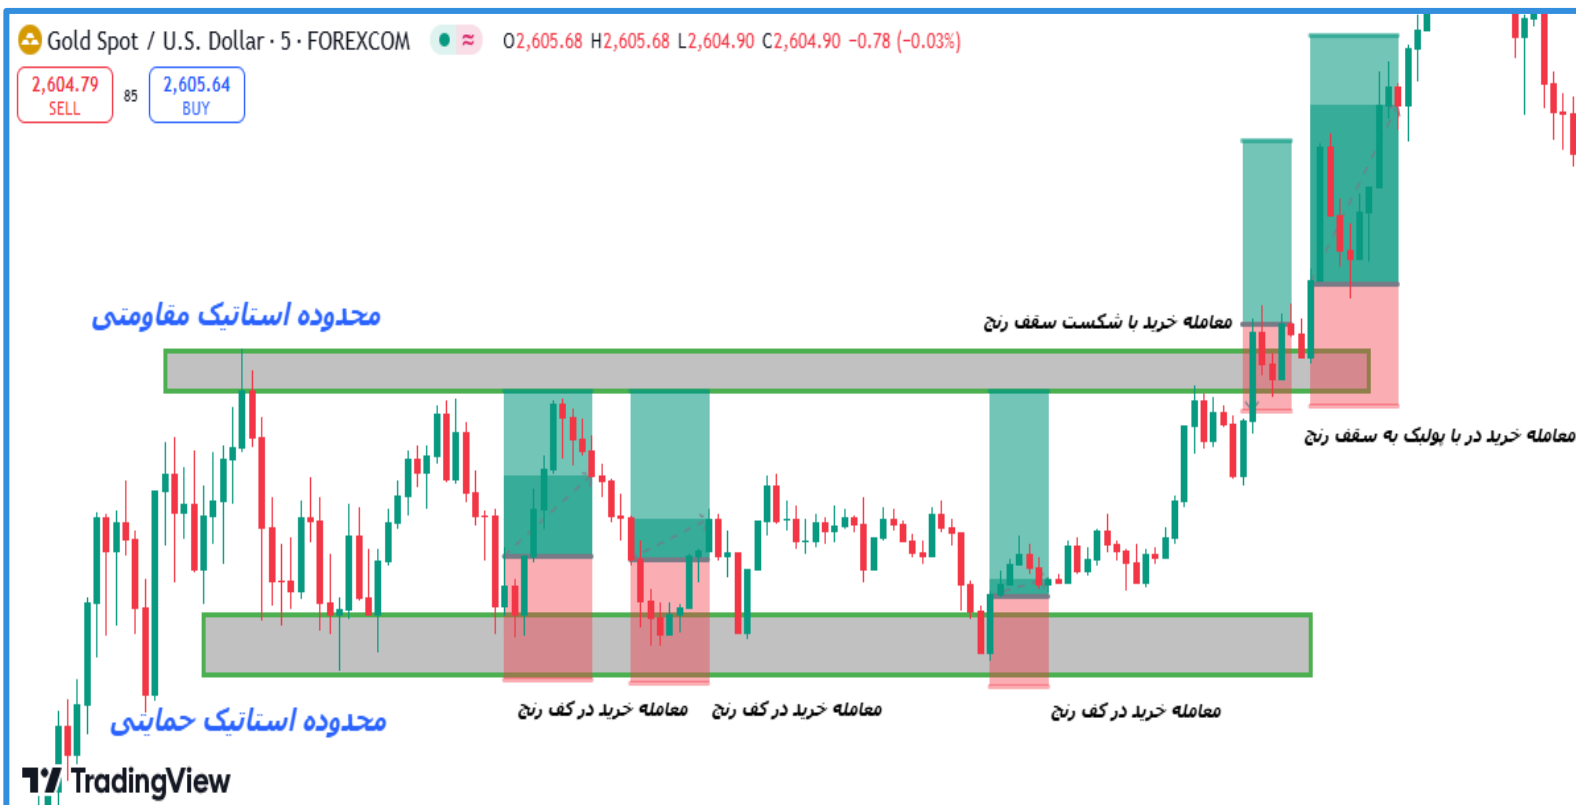 Gold Spot / U.S. Dollar · 5 · FOREXCOM ≈ O2,605.68 H2,605.68 L2,604.90 C2,604.90 −0.78 (−0.03%)
2,604.79
SELL
85
2,605.64
BUY
محدوده استاتیک مقاومتی
معامله خرید با شکست سقف رنج
معامله خرید در با پولبک به سقف رنج
محدوده استاتیک حمایتی
معامله خرید در کف رنج
معامله خرید در کف رنج
معامله خرید در کف رنج
TradingView